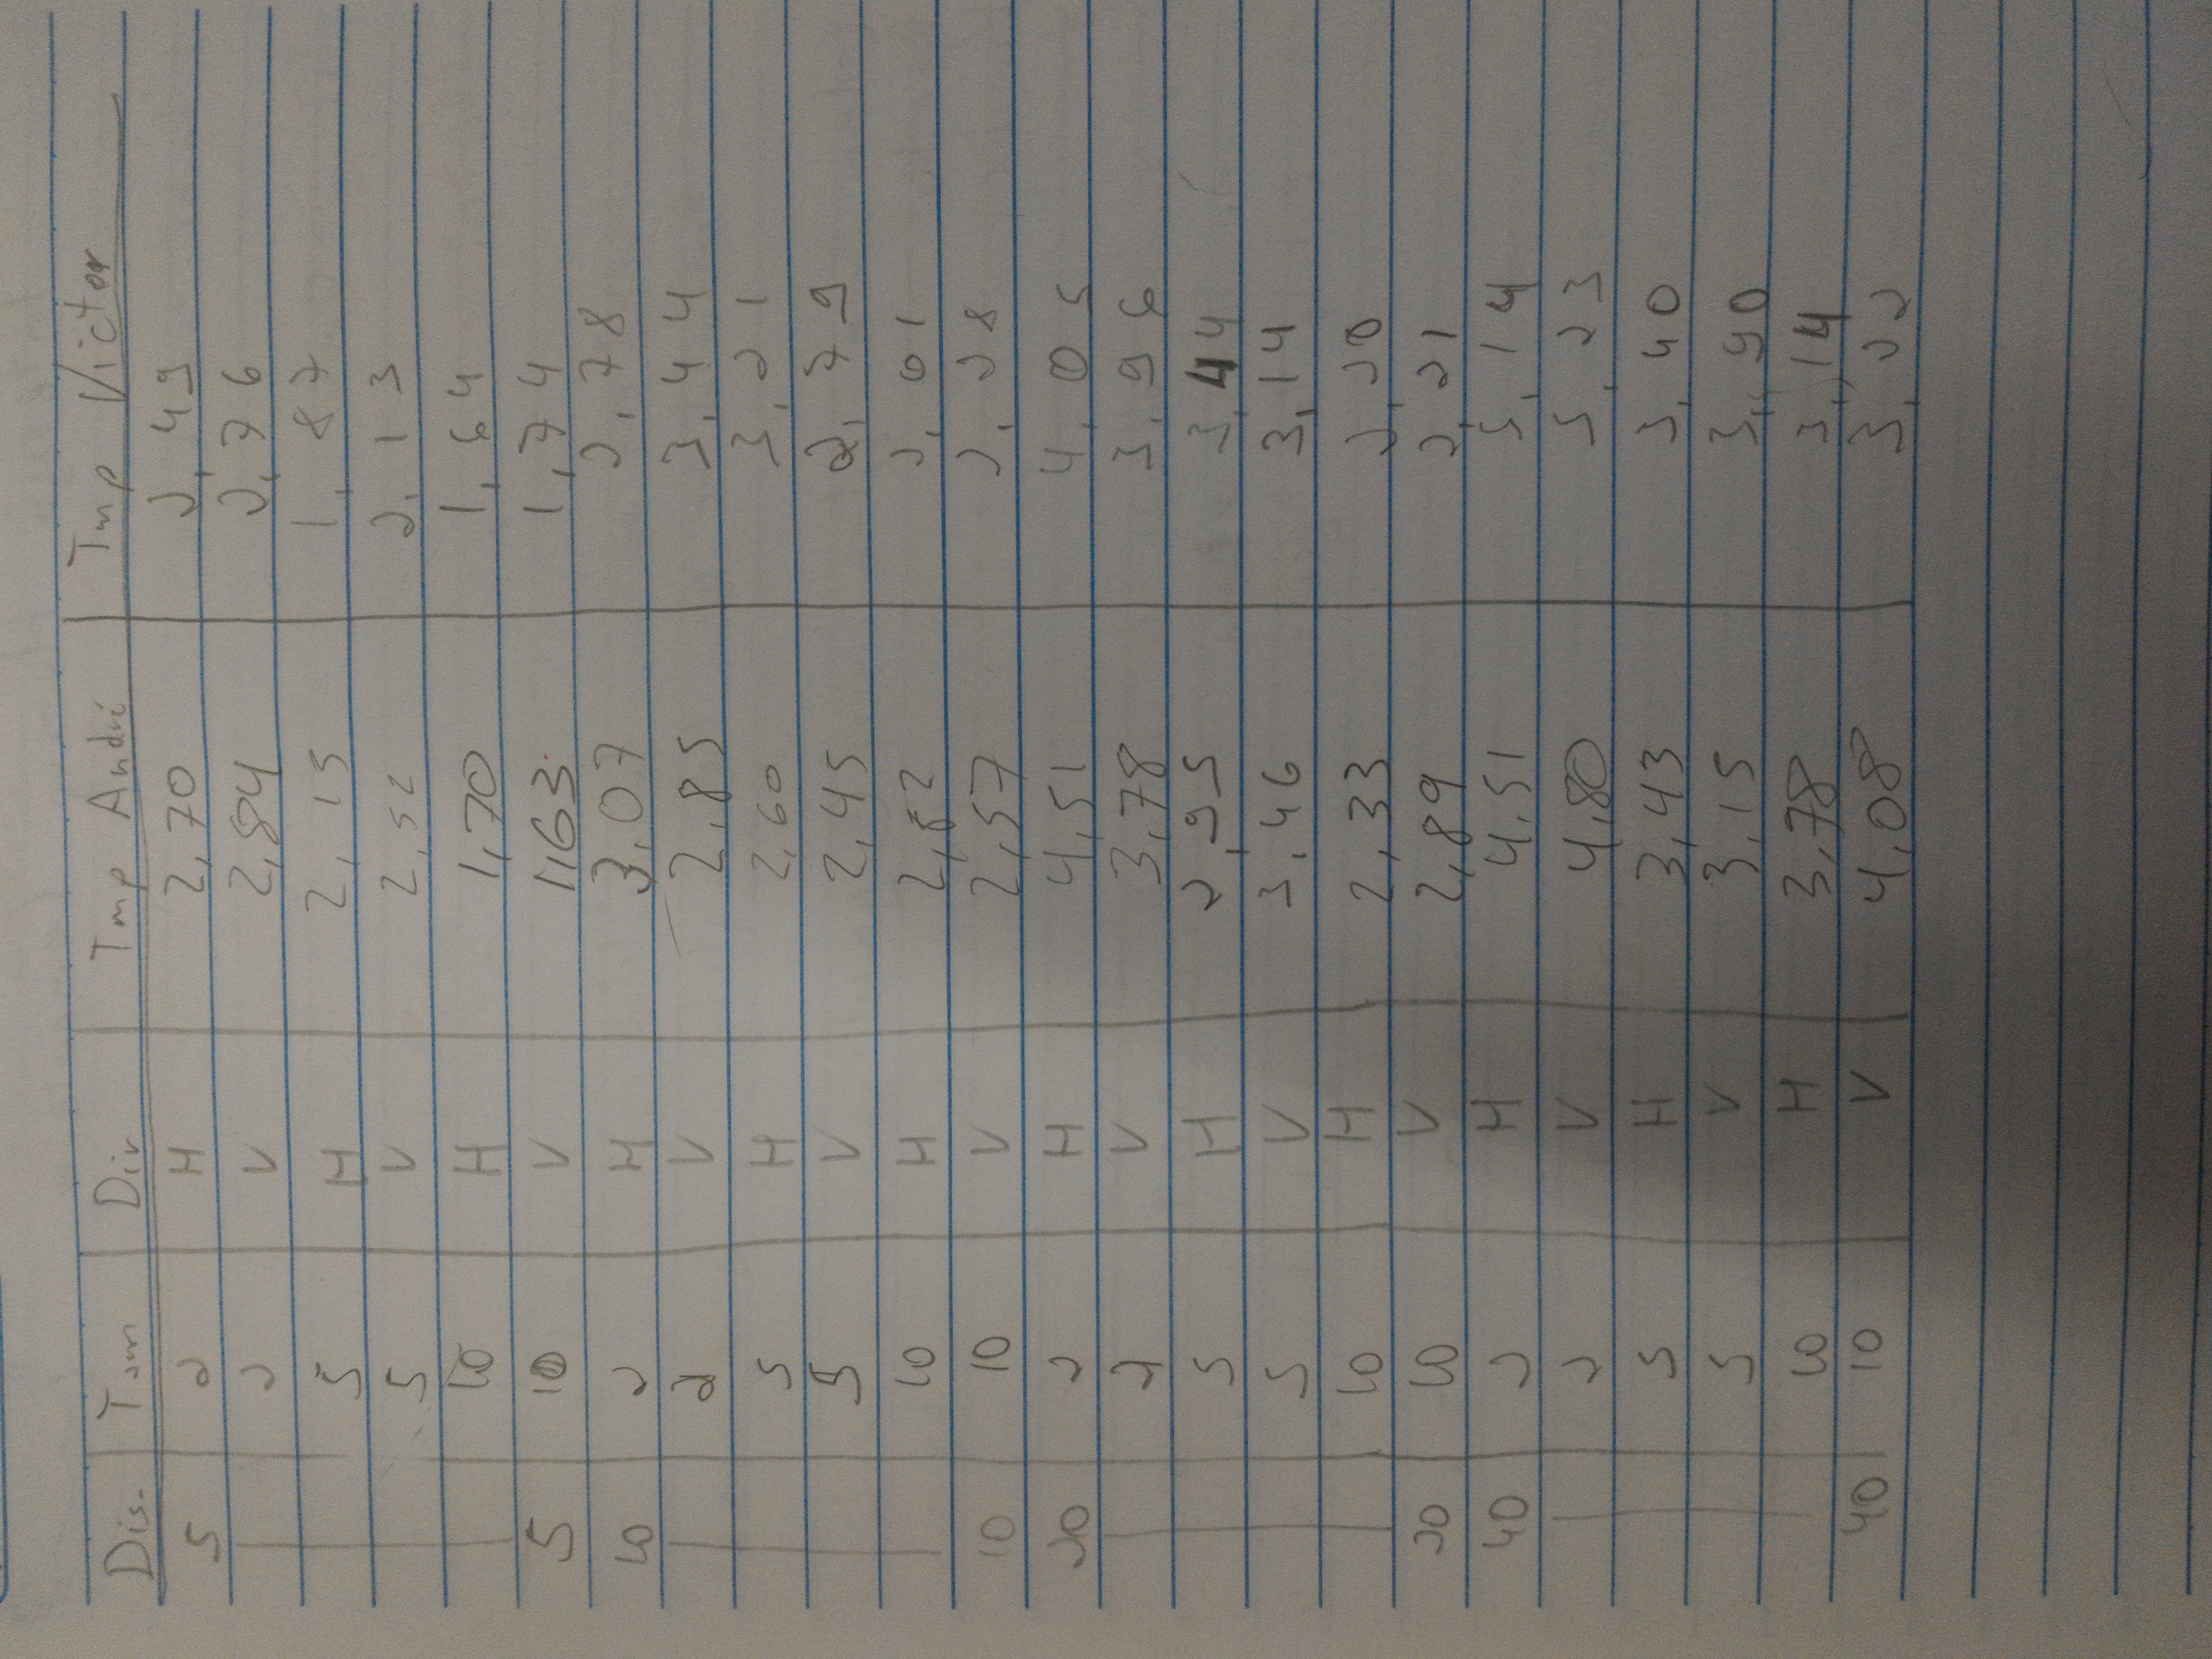 Dis. Tam Dir Tmp André Tmp Victor
5 2 H 2,70 2,49
2 V 2,84 2,76
5 H 2,15 1,87
5 V 2,52 2,13
10 H 1,70 1,64
5 10 V 1,63 1,74
10 2 H 3,07 2,78
2 V 2,85 3,44
5 H 2,60 3,21
5 V 2,45 2,79
10 H 2,82 2,01
10 10 V 2,57 2,28
20 2 H 4,51 4,05
2 V 3,78 3,96
5 H 2,95 3,44
5 V 3,46 3,14
10 H 2,33 2,20
20 10 V 2,89 2,21
40 2 H 4,51 5,14
2 V 4,80 5,23
5 H 3,43 3,40
5 V 3,15 3,90
10 H 3,78 3,14
40 10 V 4,08 3,22